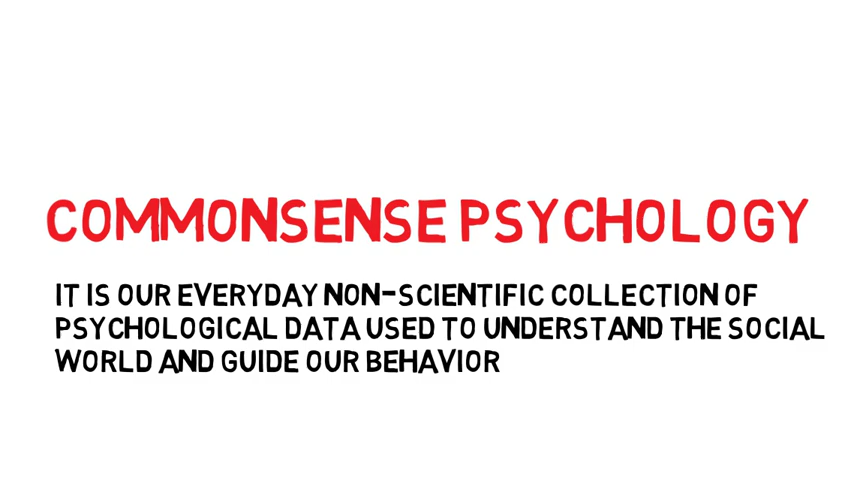 COMMONSENSE PSYCHOLOGY
IT IS OUR EVERYDAY NON-SCIENTIFIC COLLECTION OF
PSYCHOLOGICAL DATA USED TO UNDERSTAND THE SOCIAL
WORLD AND GUIDE OUR BEHAVIOR